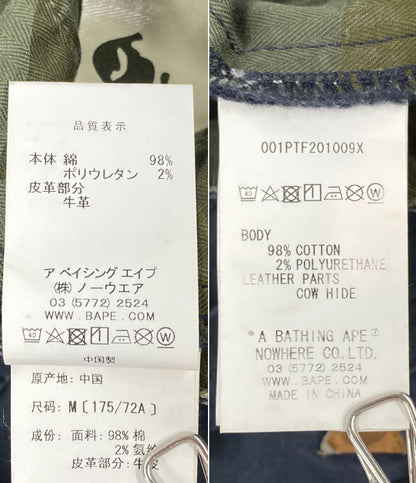 品質表示
本体 綿 98%
ポリウレタン 2%
皮革部分
牛革
ア ベイシング エイプ
(株) ノーウエア
03 (5772) 2524
WWW.BAPE.COM
40
中国製
原产地: 中国
尺码: M [175/72A]
成份: 面料: 98% 棉
2% 氨纶
皮革部分: 牛皮
001PTF201009X
40
BODY
98% COTTON
2% POLYURETHANE
LEATHER PARTS
COW HIDE
A BATHING APE
NOWHERE CO.LTD.
03 (5772) 2524
WWW.BAPE.COM
MADE IN CHINA